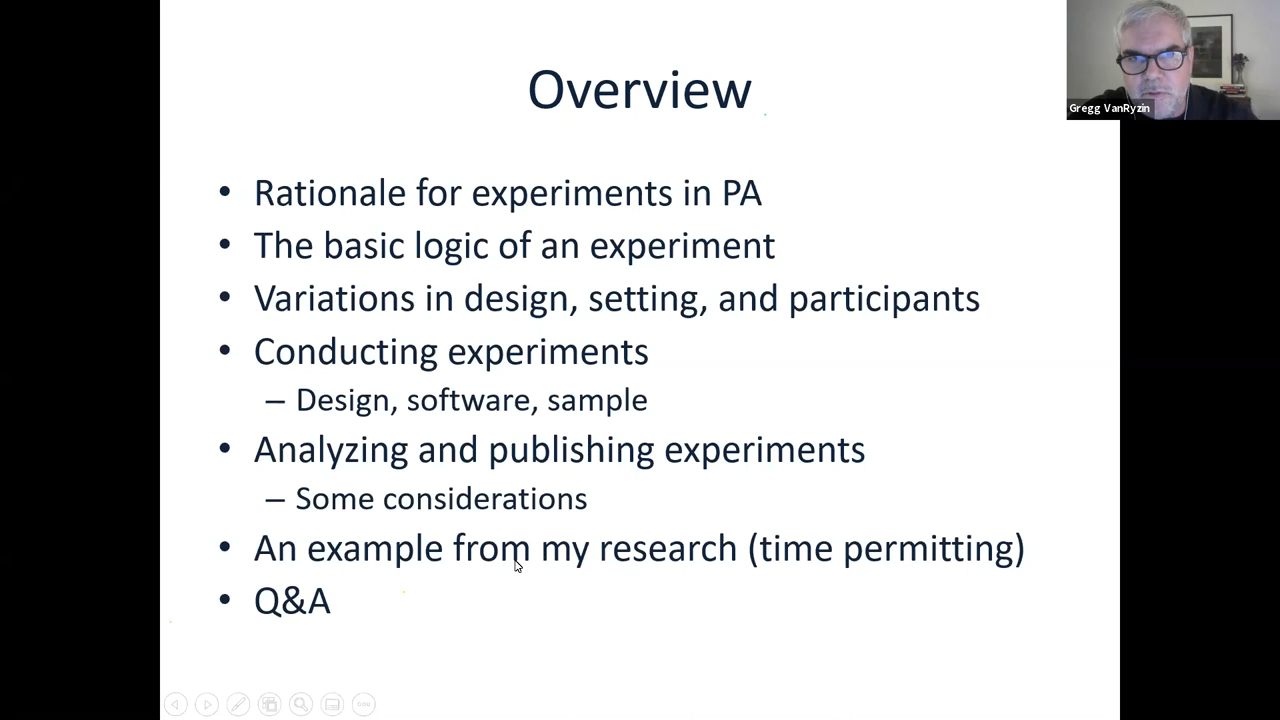 Overview
Gregg VanRyzin
• Rationale for experiments in PA
• The basic logic of an experiment
• Variations in design, setting, and participants
• Conducting experiments
– Design, software, sample
• Analyzing and publishing experiments
– Some considerations
• An example from my research (time permitting)
• Q&A